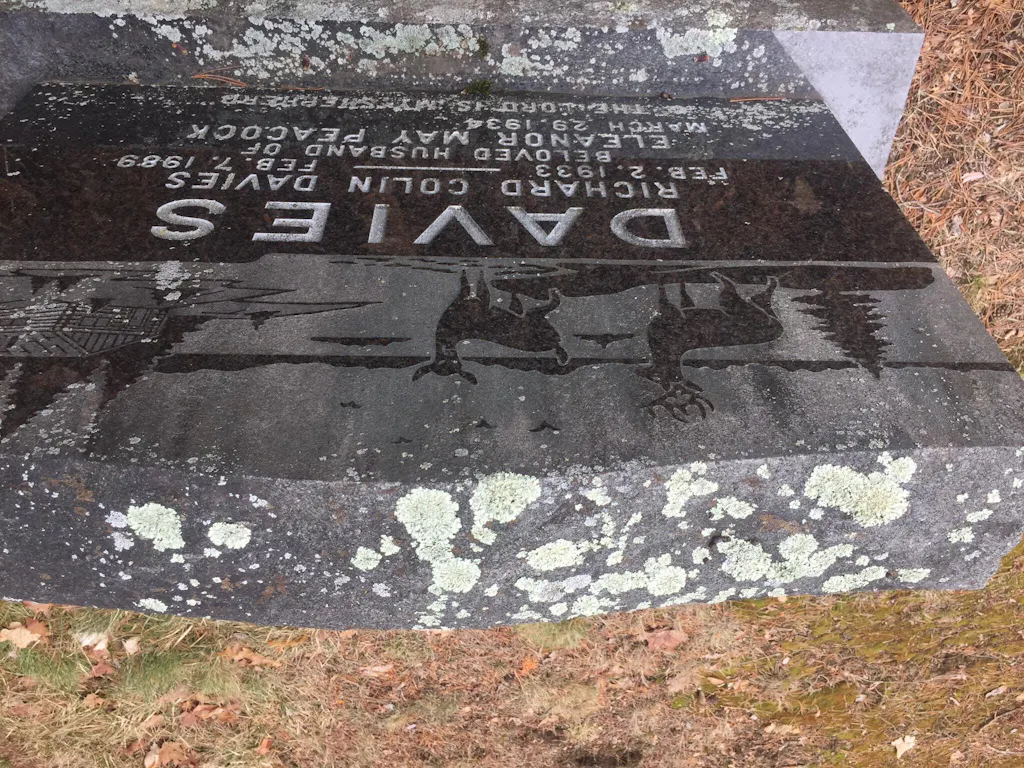 DAVIES
RICHARD COLIN DAVIES
FEB. 2, 1933 FEB. 7, 1989
BELOVED HUSBAND OF
ELEANOR MAY PEACOCK
MARCH 29, 1934
THE LORD IS MY SHEPHERD